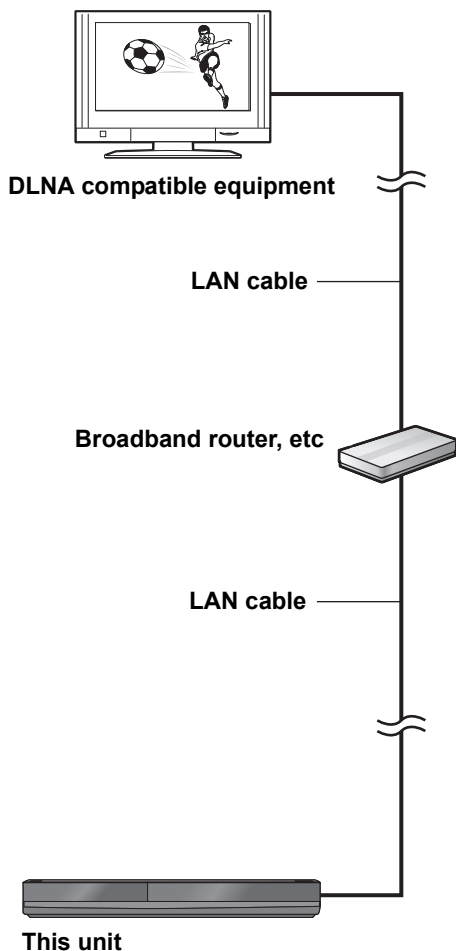 DLNA compatible equipment
LAN cable
Broadband router, etc
LAN cable
This unit